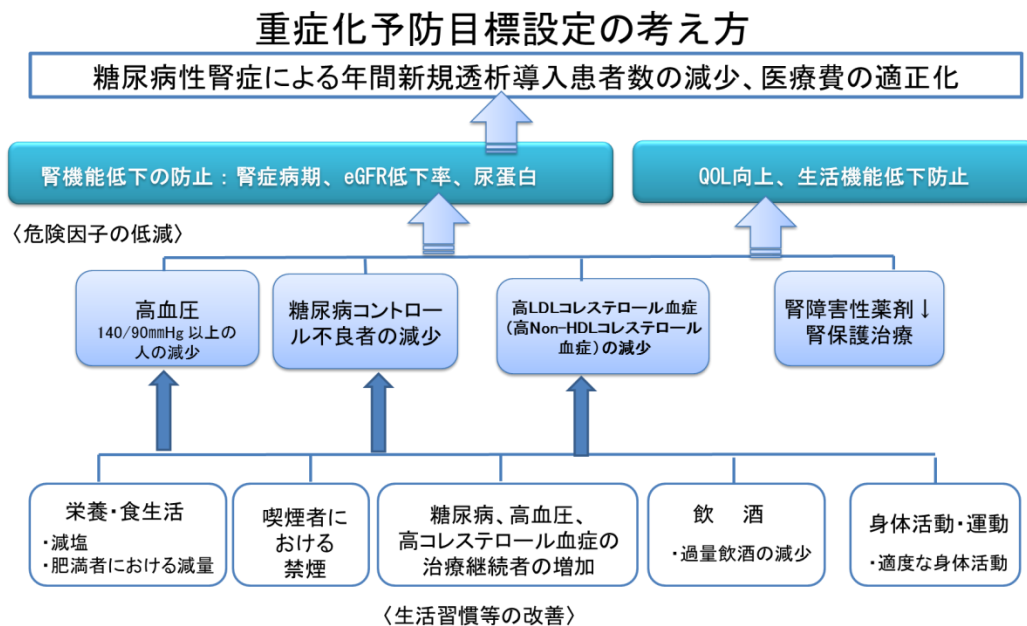 重症化予防目標設定の考え方
糖尿病性腎症による年間新規透析導入患者数の減少、医療費の適正化
腎機能低下の防止:腎症病期、eGFR低下率、尿蛋白
QOL向上、生活機能低下防止
〈危険因子の低減〉
高血圧
140/90mmHg以上の
人の減少
糖尿病コントロー
ル不良者の減少
高LDLコレステロール血症
(高Non-HDLコレステロール
血症)の減少
腎障害性薬剤↓
腎保護治療
栄養・食生活
・減塩
・肥満者における減量
喫煙者に
おける
禁煙
糖尿病、高血圧、
高コレステロール血症の
治療継続者の増加
飲 酒
・過量飲酒の減少
身体活動・運動
・適度な身体活動
〈生活習慣等の改善〉